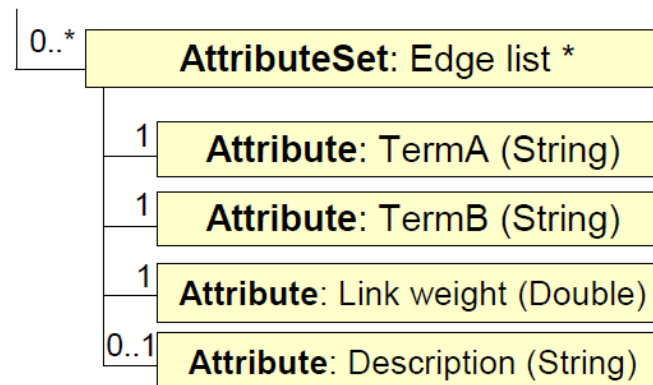 0..*
AttributeSet: Edge list *
1
Attribute: TermA (String)
1
Attribute: TermB (String)
1
Attribute: Link weight (Double)
0..1
Attribute: Description (String)